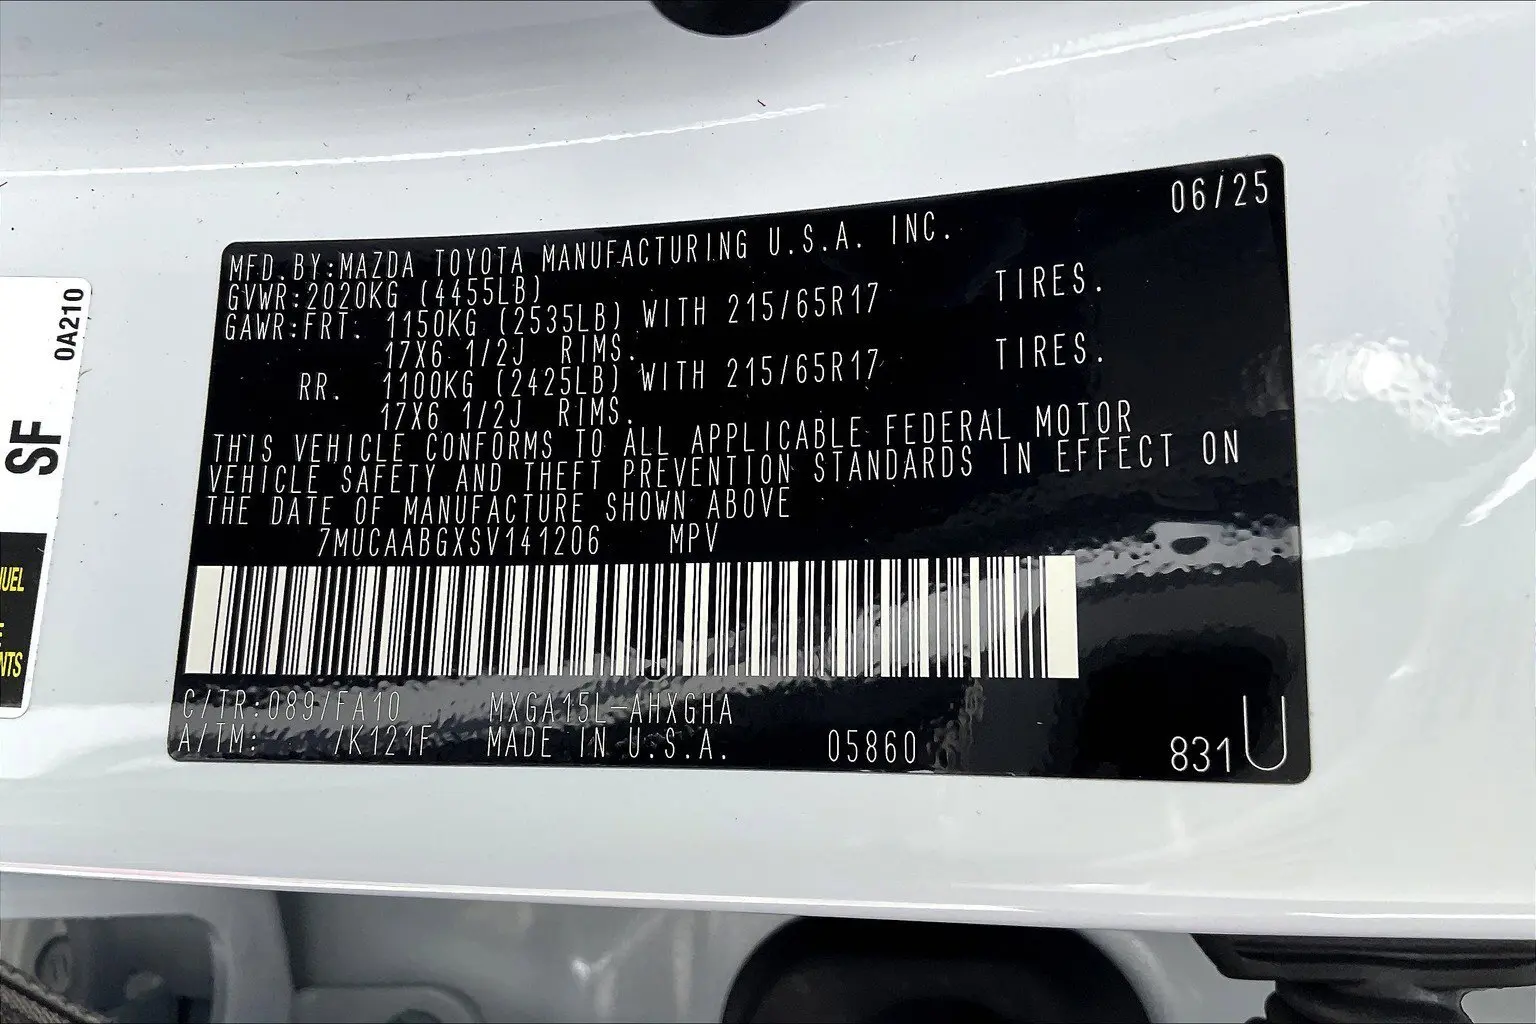 06/25
MFD.BY:MAZDA TOYOTA MANUFACTURING U.S.A. INC.
GVWR:2020KG (4455LB)
GAWR:FRT. 1150KG (2535LB) WITH 215/65R17 TIRES.
17X6 1/2J RIMS.
RR. 1100KG (2425LB) WITH 215/65R17 TIRES.
17X6 1/2J RIMS.
THIS VEHICLE CONFORMS TO ALL APPLICABLE FEDERAL MOTOR
VEHICLE SAFETY AND THEFT PREVENTION STANDARDS IN EFFECT ON
THE DATE OF MANUFACTURE SHOWN ABOVE
7MUCAABGXSV141206 MPV
C/TR:089/FA10 MXGA15L-AHXGHA
A/TM: /K121F MADE IN U.S.A. 05860 831U
0A210
SF